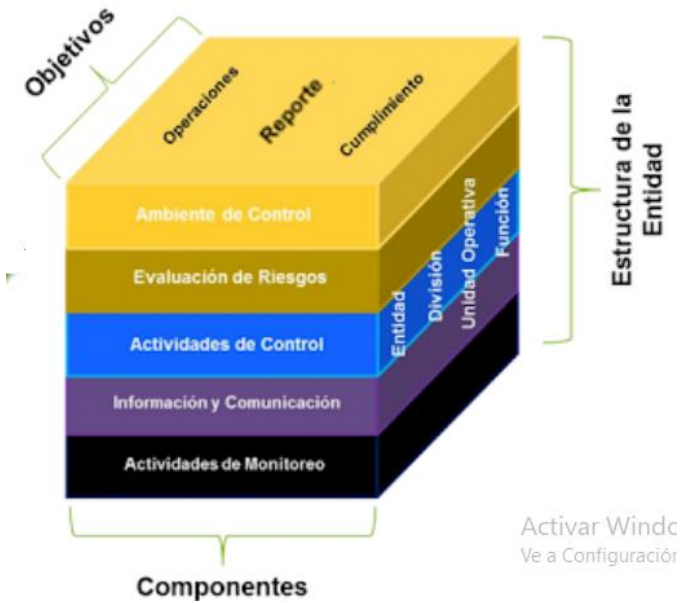 Objetivos
Operaciones
Reporte
Cumplimiento
Ambiente de Control
Evaluación de Riesgos
Actividades de Control
Información y Comunicación
Actividades de Monitoreo
Entidad
División
Unidad Operativa
Función
Estructura de la
Entidad
Componentes
Activar Windo
Ve a Configuración